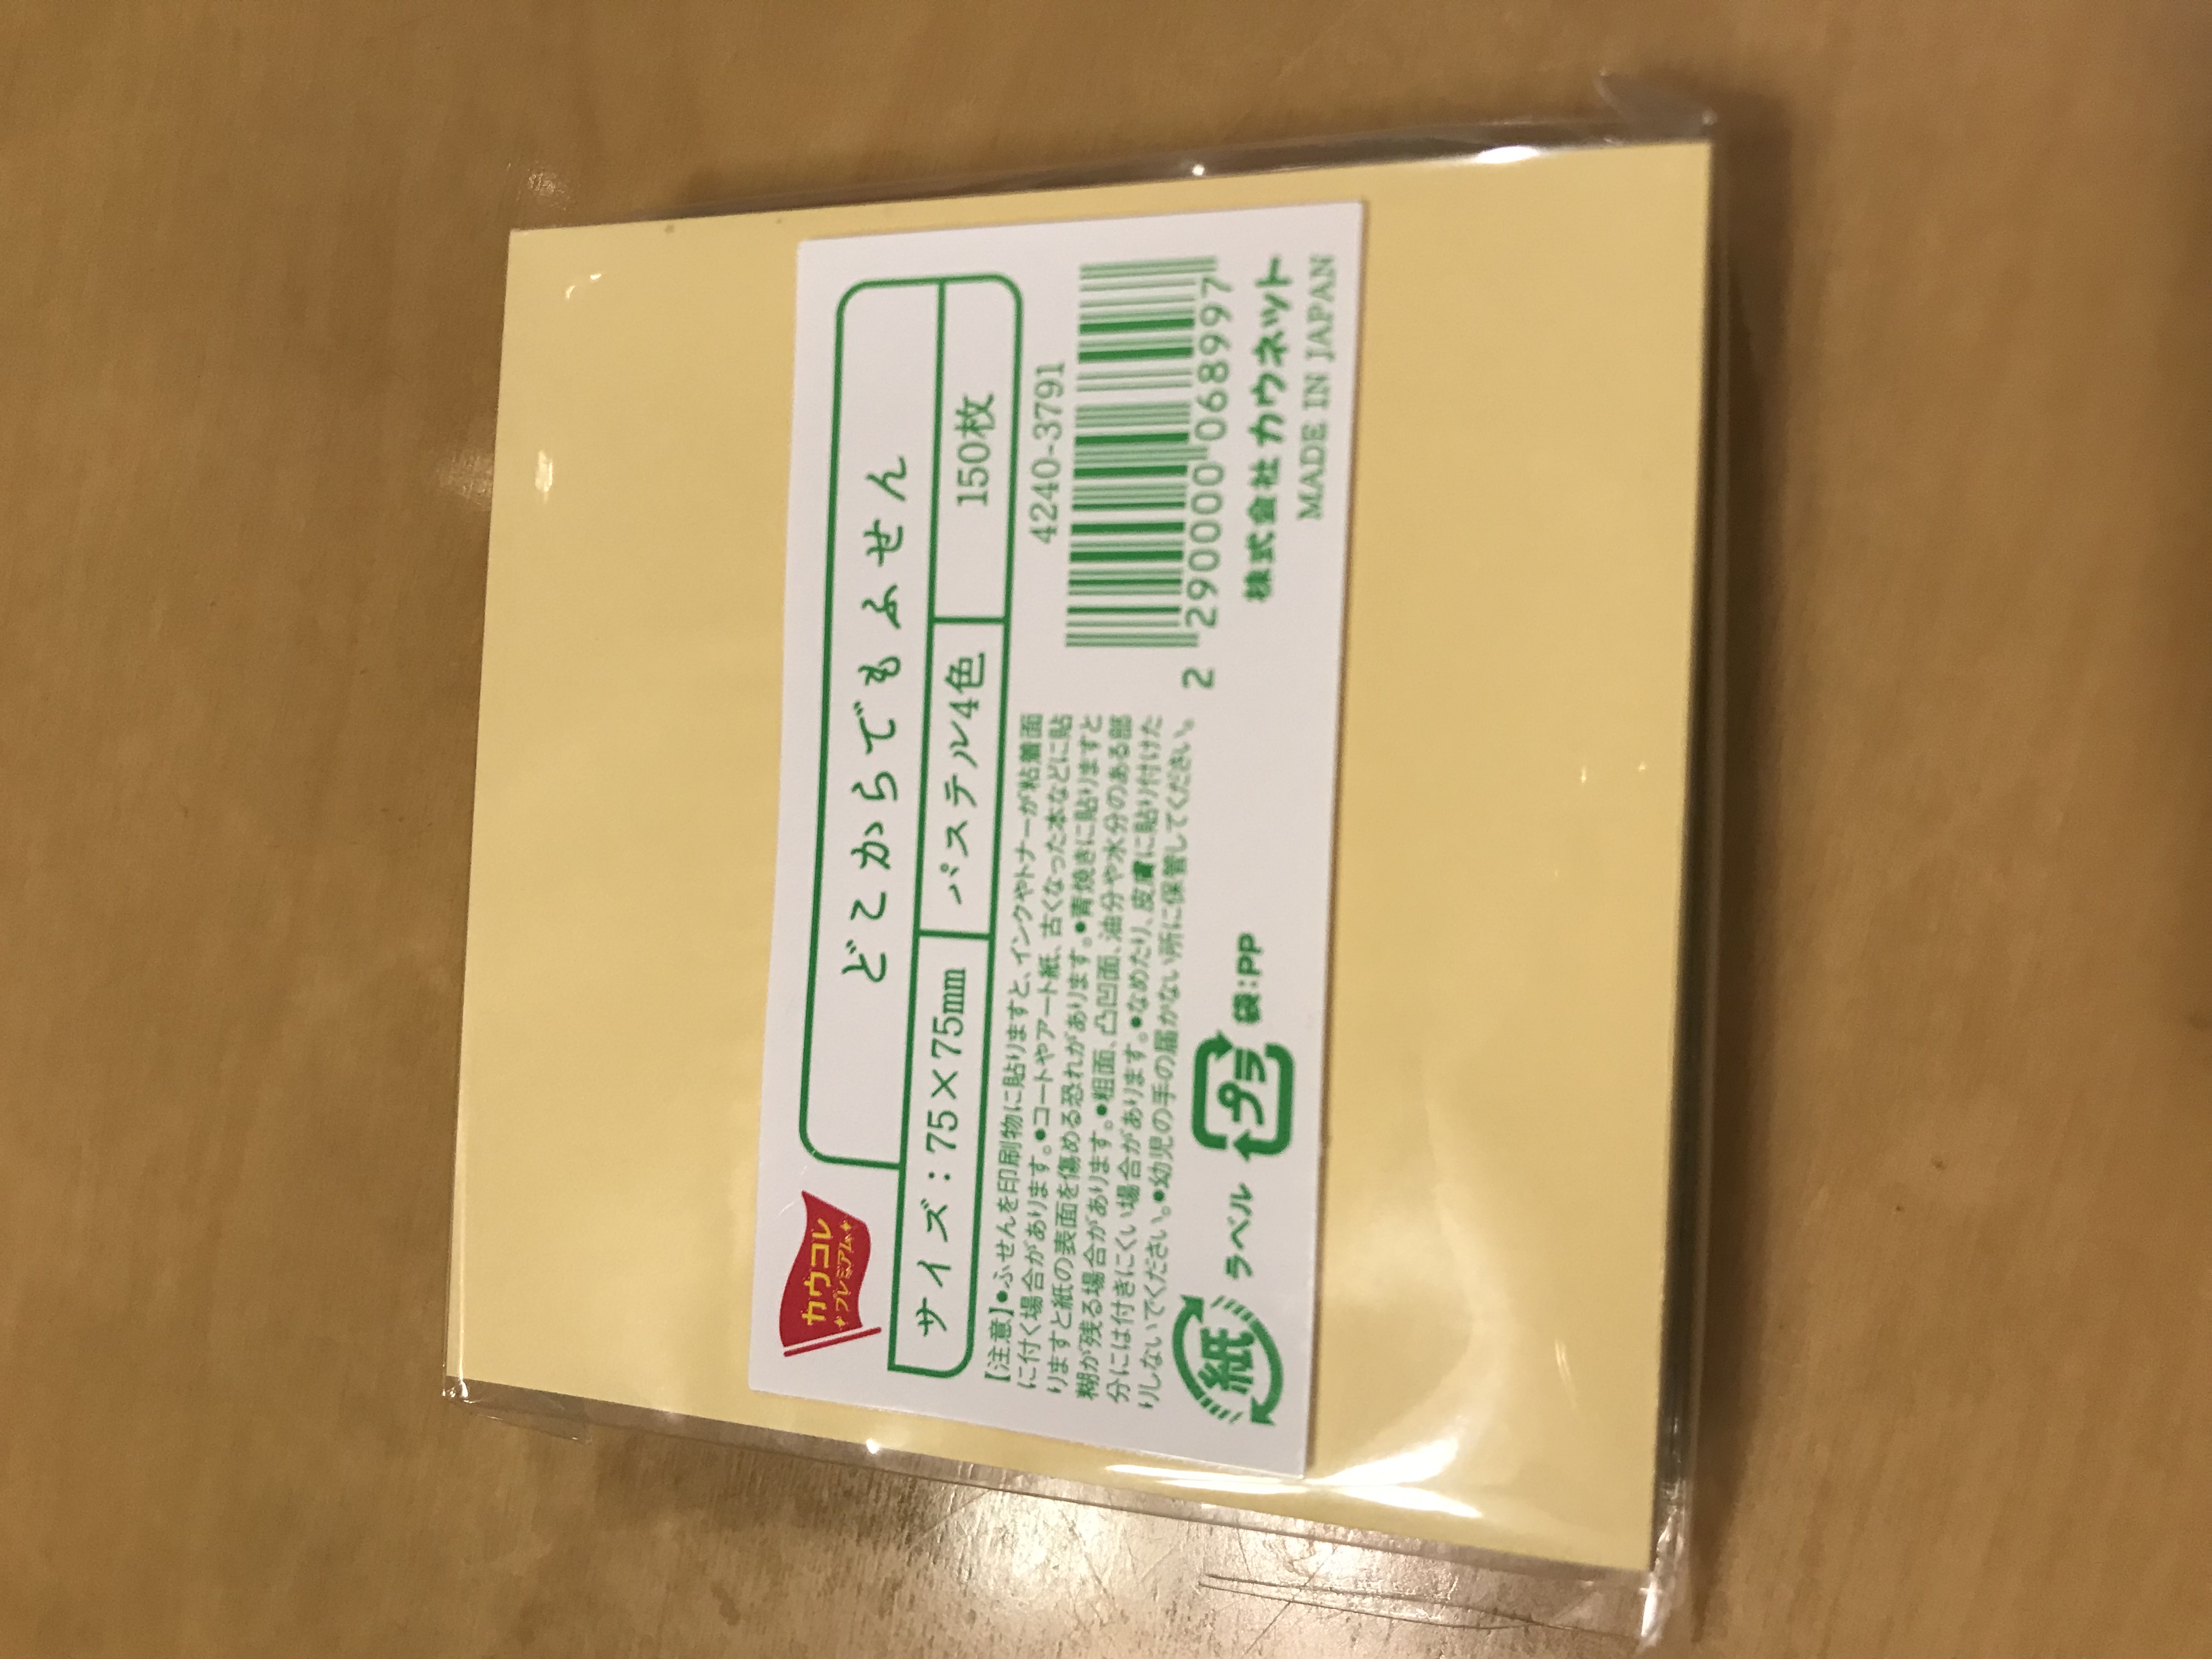 カウコレ
プレミアム
どこからでもふせん
サイズ：75×75mm パステル4色 150枚
【注意】●ふせんを印刷物に貼りますと、インクやトナーが粘着面
に付く場合があります。●コートやアート紙、古くなった本などに貼
りますと紙の表面を傷める恐れがあります。●青焼きに貼りますと
糊が残る場合があります。●粗面、凸凹面、油分や水分のある部
分には付きにくい場合があります。●なめたり、皮膚に貼り付けた
りしないでください。●幼児の手の届かない所に保管してください。
4240-3791
2 290000 068997
株式会社カウネット
MADE IN JAPAN
紙 ラベル プラ 袋：PP